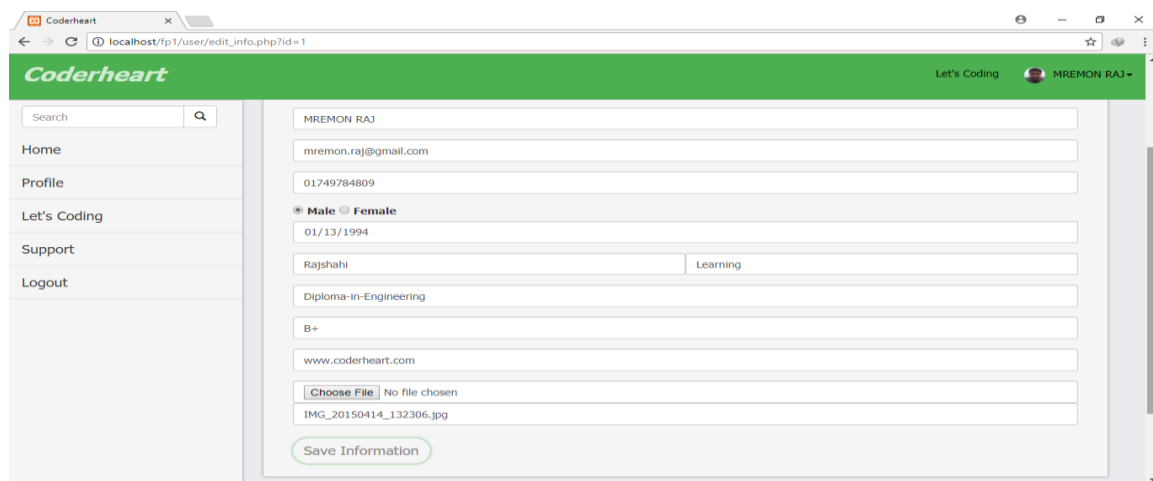 Coderheart
localhost/fp1/user/edit_info.php?id=1
Coderheart Let's Coding MREMON RAJ
Search
Home
Profile
Let's Coding
Support
Logout
MREMON RAJ
mremon.raj@gmail.com
01749784809
Male Female
01/13/1994
Rajshahi Learning
Diploma-in-Engineering
B+
www.coderheart.com
Choose File No file chosen
IMG_20150414_132306.jpg
Save Information